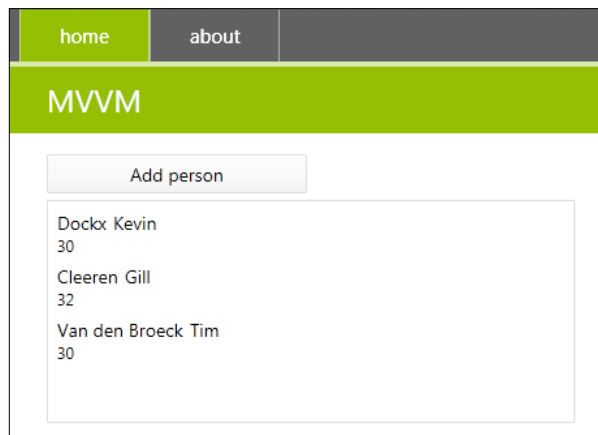 home about
MVVM
Add person
Dockx Kevin
30
Cleeren Gill
32
Van den Broeck Tim
30